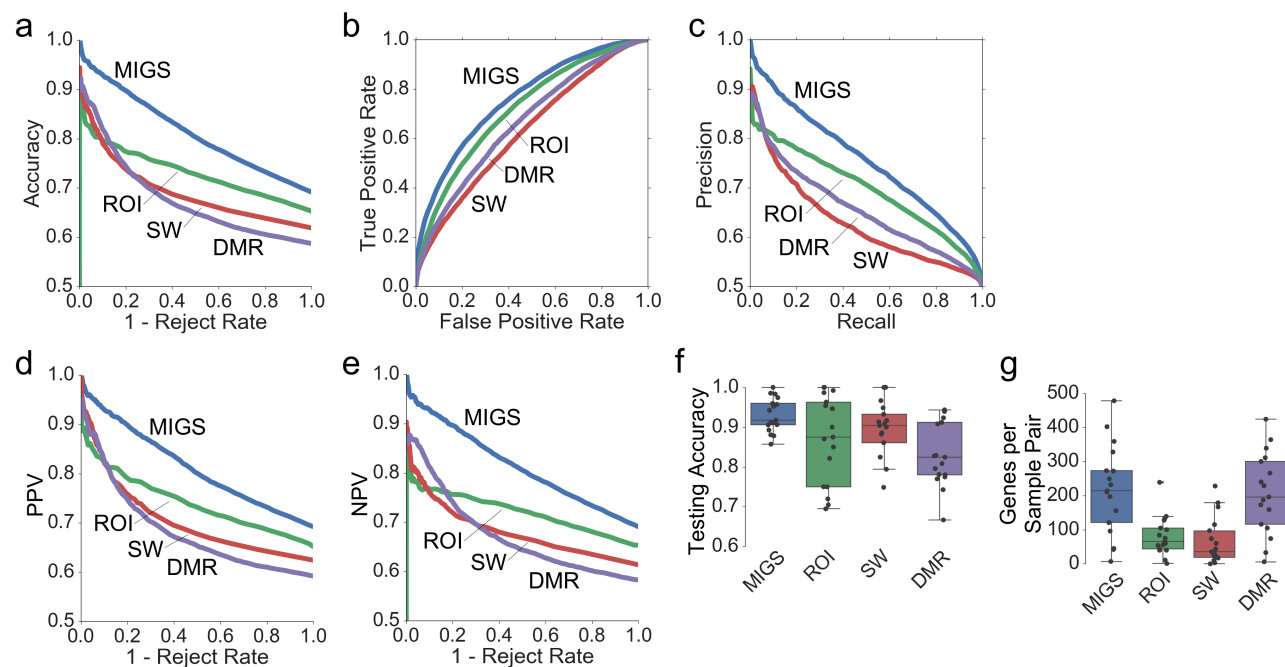 a
1.0
0.9
0.8
0.7
0.6
0.5
Accuracy
MIGS
ROI
SW
DMR
0.0 0.2 0.4 0.6 0.8 1.0
1 - Reject Rate
b
1.0
0.8
0.6
0.4
0.2
0.0
True Positive Rate
MIGS
ROI
DMR
SW
0.0 0.2 0.4 0.6 0.8 1.0
False Positive Rate
c
1.0
0.9
0.8
0.7
0.6
0.5
Precision
MIGS
ROI
DMR
SW
0.0 0.2 0.4 0.6 0.8 1.0
Recall
d
1.0
0.9
0.8
0.7
0.6
0.5
PPV
MIGS
ROI
SW
DMR
0.0 0.2 0.4 0.6 0.8 1.0
1 - Reject Rate
e
1.0
0.9
0.8
0.7
0.6
0.5
NPV
MIGS
ROI
SW
DMR
0.0 0.2 0.4 0.6 0.8 1.0
1 - Reject Rate
f
1.0
0.9
0.8
0.7
0.6
Testing Accuracy
MIGS
ROI
SW
DMR
g
500
400
300
200
100
0
Genes per
Sample Pair
MIGS
ROI
SW
DMR